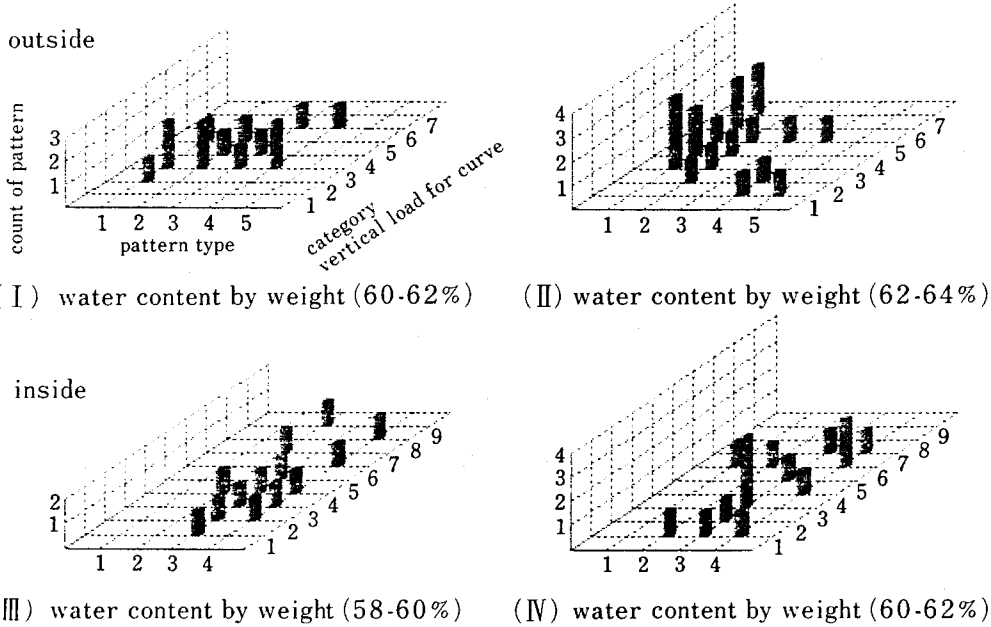 outside
count of pattern
3
2
1
1 2 3 4 5
pattern type
1 2 3 4 5 6 7
category
vertical load for curve
4
3
2
1
1 2 3 4 5
1 2 3 4 5 6 7
( I ) water content by weight (60-62%)
(II) water content by weight (62-64%)
inside
2
1
1 2 3 4
1 2 3 4 5 6 7 8 9
4
3
2
1
1 2 3 4
1 2 3 4 5 6 7 8 9
III) water content by weight (58-60%)
(IV) water content by weight (60-62%)